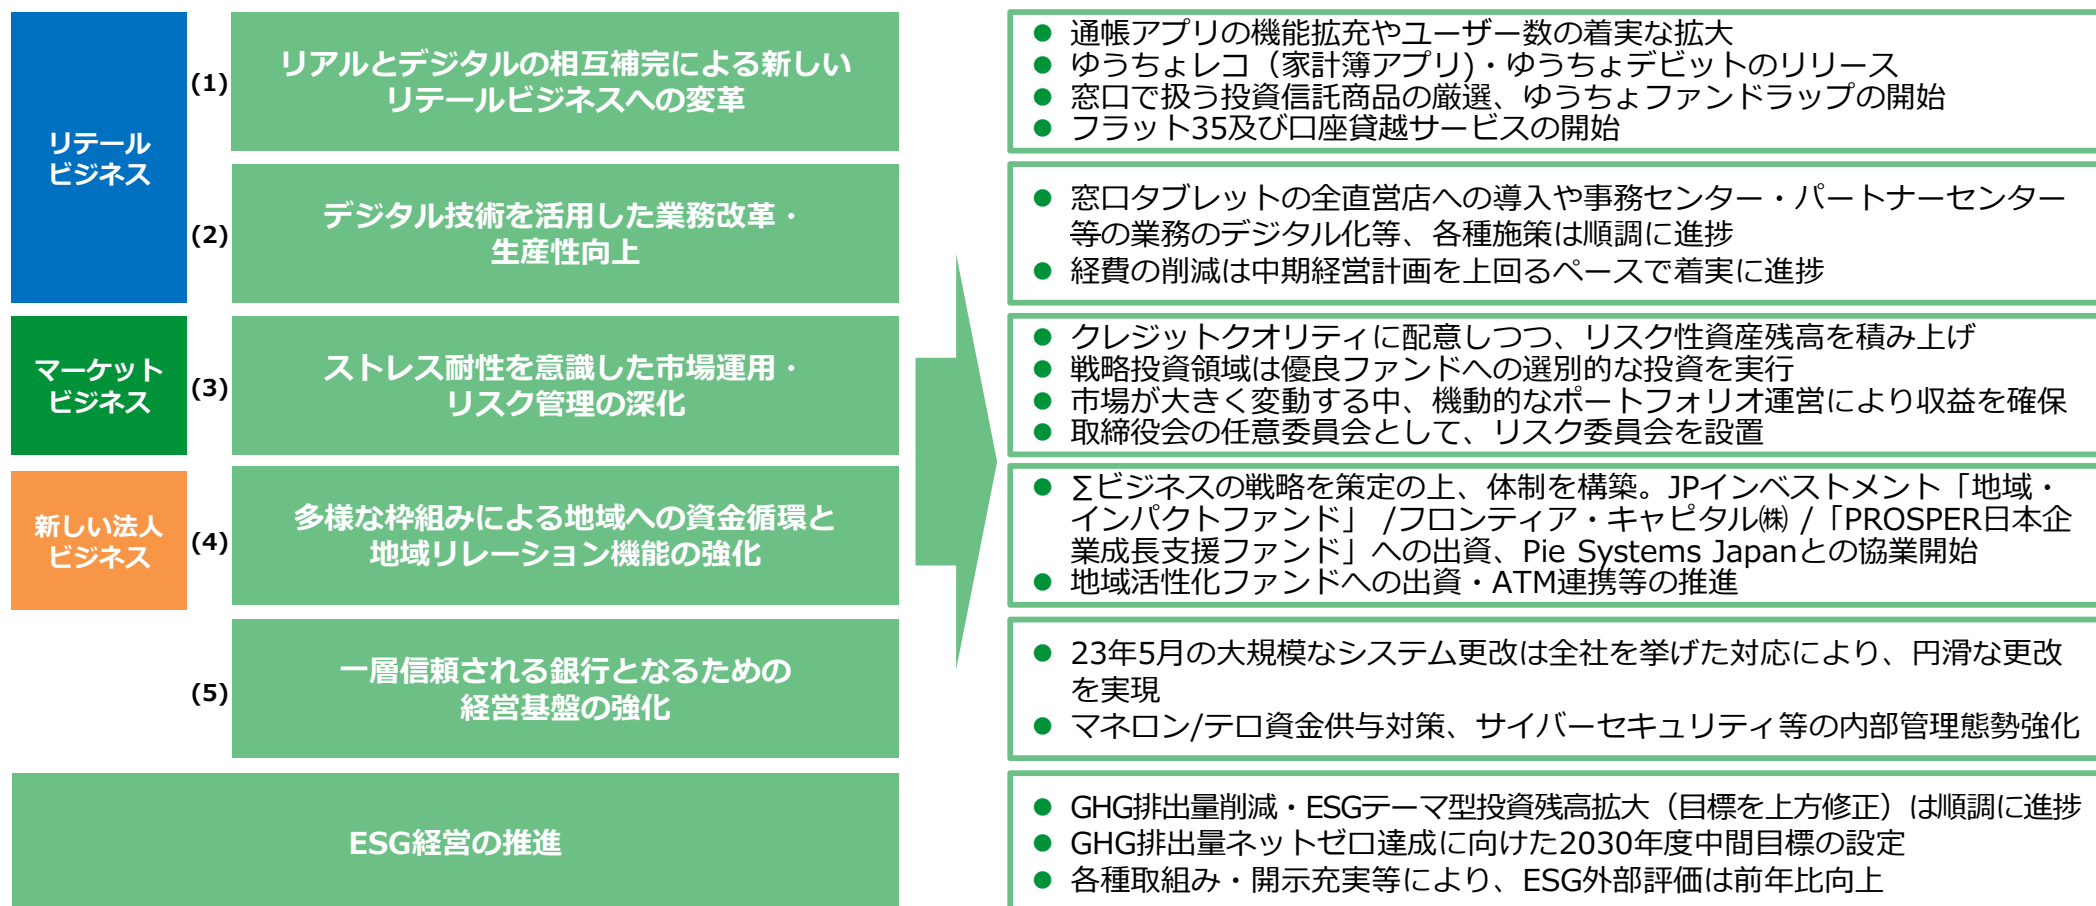 リテール
ビジネス
(1)
リアルとデジタルの相互補完による新しい
リテールビジネスへの変革
● 通帳アプリの機能拡充やユーザー数の着実な拡大
● ゆうちょレコ（家計簿アプリ)・ゆうちょデビットのリリース
● 窓口で扱う投資信託商品の厳選、ゆうちょファンドラップの開始
● フラット35及び口座貸越サービスの開始
(2)
デジタル技術を活用した業務改革・
生産性向上
● 窓口タブレットの全直営店への導入や事務センター・パートナーセンター
等の業務のデジタル化等、各種施策は順調に進捗
● 経費の削減は中期経営計画を上回るペースで着実に進捗
マーケット
ビジネス
(3)
ストレス耐性を意識した市場運用・
リスク管理の深化
● クレジットクオリティに配意しつつ、リスク性資産残高を積み上げ
● 戦略投資領域は優良ファンドへの選別的な投資を実行
● 市場が大きく変動する中、機動的なポートフォリオ運営により収益を確保
● 取締役会の任意委員会として、リスク委員会を設置
新しい法人
ビジネス
(4)
多様な枠組みによる地域への資金循環と
地域リレーション機能の強化
● Σビジネスの戦略を策定の上、体制を構築。JPインベストメント「地域・
インパクトファンド」 /フロンティア・キャピタル㈱ /「PROSPER日本企
業成長支援ファンド」への出資、Pie Systems Japanとの協業開始
● 地域活性化ファンドへの出資・ATM連携等の推進
(5)
一層信頼される銀行となるための
経営基盤の強化
● 23年5月の大規模なシステム更改は全社を挙げた対応により、円滑な更改
を実現
● マネロン/テロ資金供与対策、サイバーセキュリティ等の内部管理態勢強化
ESG経営の推進
● GHG排出量削減・ESGテーマ型投資残高拡大（目標を上方修正）は順調に進捗
● GHG排出量ネットゼロ達成に向けた2030年度中間目標の設定
● 各種取組み・開示充実等により、ESG外部評価は前年比向上